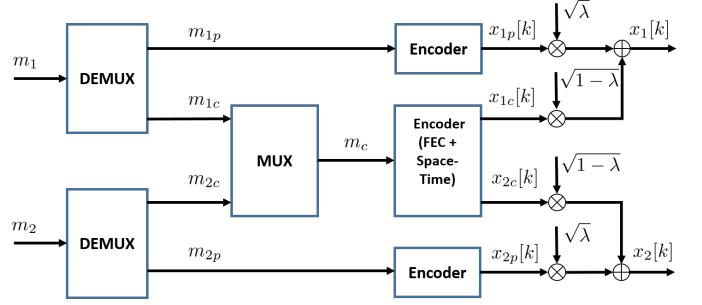 √λ
m_{1p} x_{1p}[k] x_1[k]
m_1 DEMUX Encoder
√(1−λ)
m_{1c} x_{1c}[k]
m_c
MUX
Encoder
(FEC +
Space-
Time)
√(1−λ)
m_{2c} x_{2c}[k]
m_2 DEMUX
√λ
m_{2p} x_{2p}[k] x_2[k]
Encoder